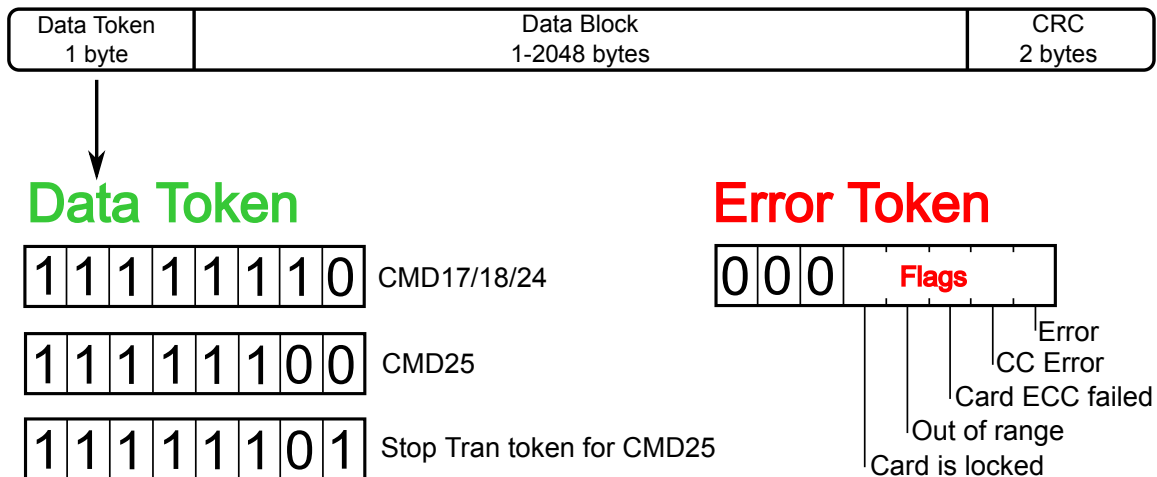 Data Token
1 byte
Data Block
1-2048 bytes
CRC
2 bytes
Data Token
11111110 CMD17/18/24
11111100 CMD25
11111101 Stop Tran token for CMD25
Error Token
000 Flags
Error
CC Error
Card ECC failed
Out of range
Card is locked